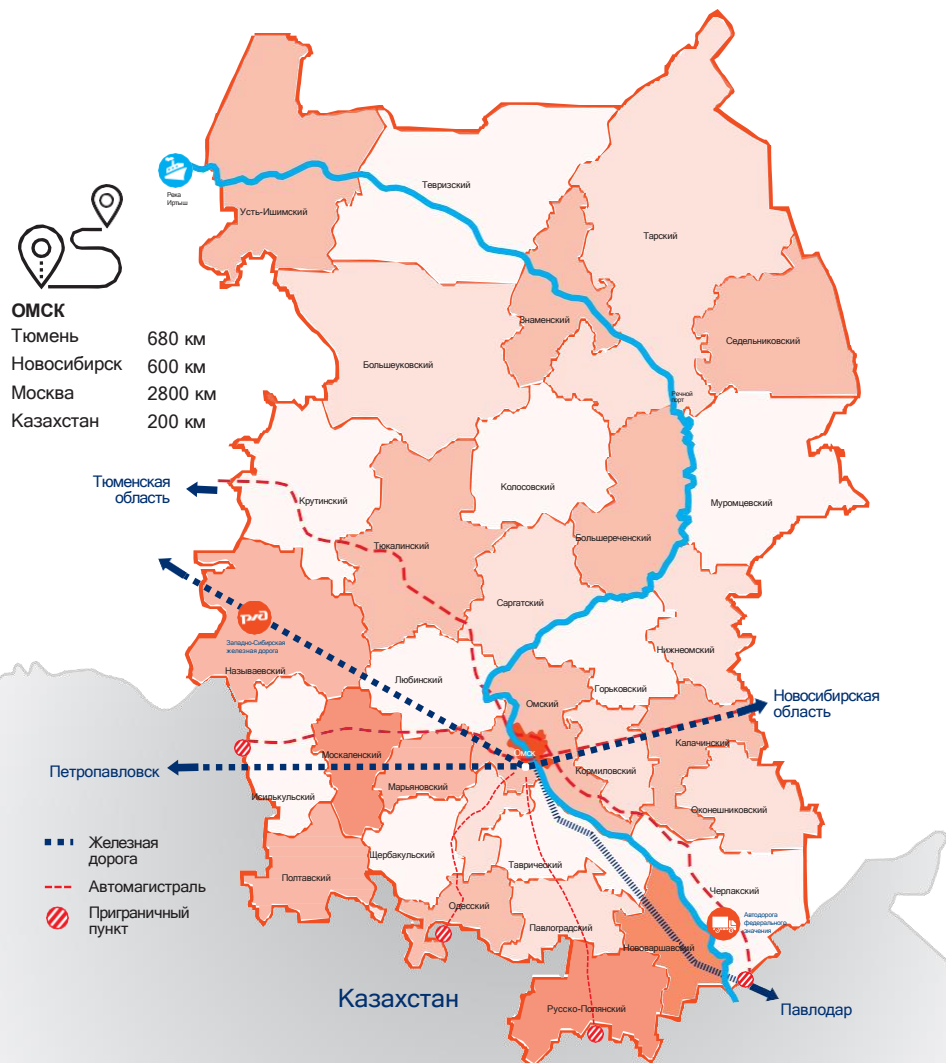 Река
Иртыш
Усть-Ишимский
Тевризский
Тарский
Знаменский
Седельниковский
Большеуковский
ОМСК
Тюмень 680 км
Новосибирск 600 км
Москва 2800 км
Казахстан 200 км
Речной
порт
Тюменская
область
Крутинский
Колосовский
Муромцевский
Тюкалинский
Большереченский
Саргатский
ржд
Западно-Сибирская
железная дорога
Называевский
Любинский
Нижнеомский
Горьковский
Омский
Новосибирская
область
Москаленский
Омск
Калачинский
Петропавловск
Марьяновский
Кормиловский
Исилькульский
Оконешниковский
Железная
дорога
Щербакульский
Таврический
Автомагистраль
Полтавский
Черлакский
Приграничный
пункт
Одесский
Павлоградский
Нововаршавский
Автодорога
федерального
значения
Казахстан
Русско-Полянский
Павлодар